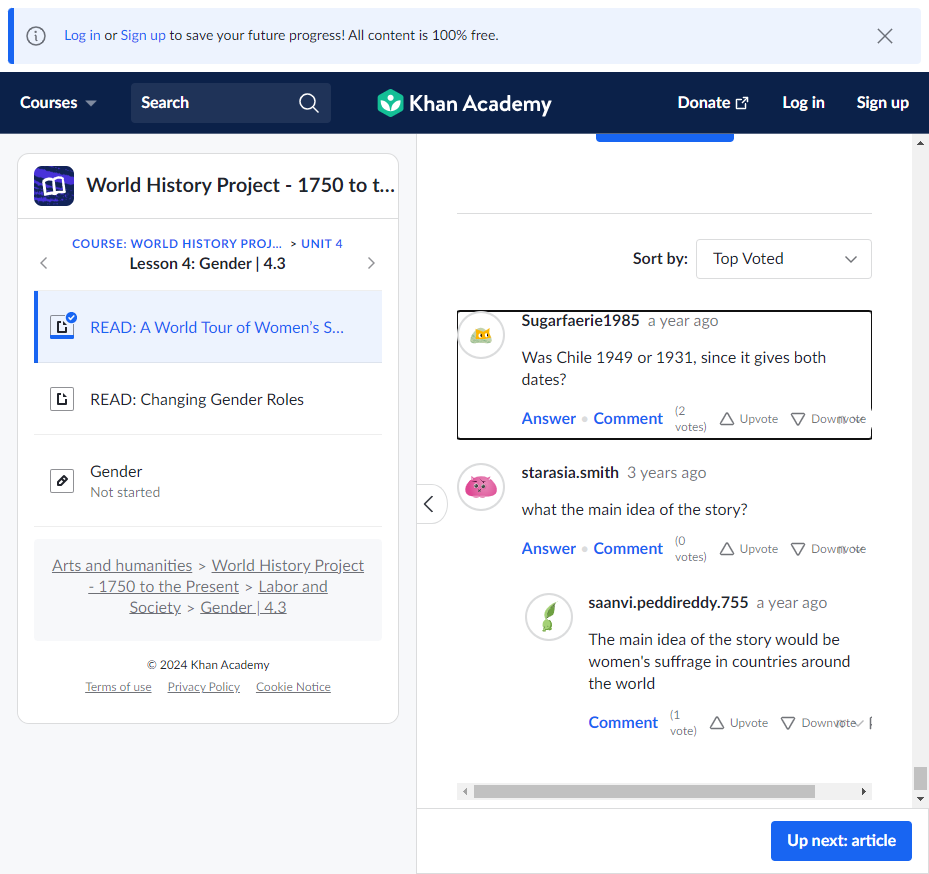 Log in or Sign up to save your future progress! All content is 100% free.
Courses
Search
Khan Academy
Donate
Log in
Sign up
World History Project - 1750 to t...
COURSE: WORLD HISTORY PROJ... > UNIT 4
Lesson 4: Gender | 4.3
READ: A World Tour of Women’s S...
READ: Changing Gender Roles
Gender
Not started
Arts and humanities > World History Project
- 1750 to the Present > Labor and
Society > Gender | 4.3
© 2024 Khan Academy
Terms of use Privacy Policy Cookie Notice
Sort by: Top Voted
Sugarfaerie1985 a year ago
Was Chile 1949 or 1931, since it gives both
dates?
Answer • Comment (2 votes) Upvote Downvote
starasia.smith 3 years ago
what the main idea of the story?
Answer • Comment (0 votes) Upvote Downvote
saanvi.peddireddy.755 a year ago
The main idea of the story would be
women's suffrage in countries around
the world
Comment (1 vote) Upvote Downvote
Up next: article